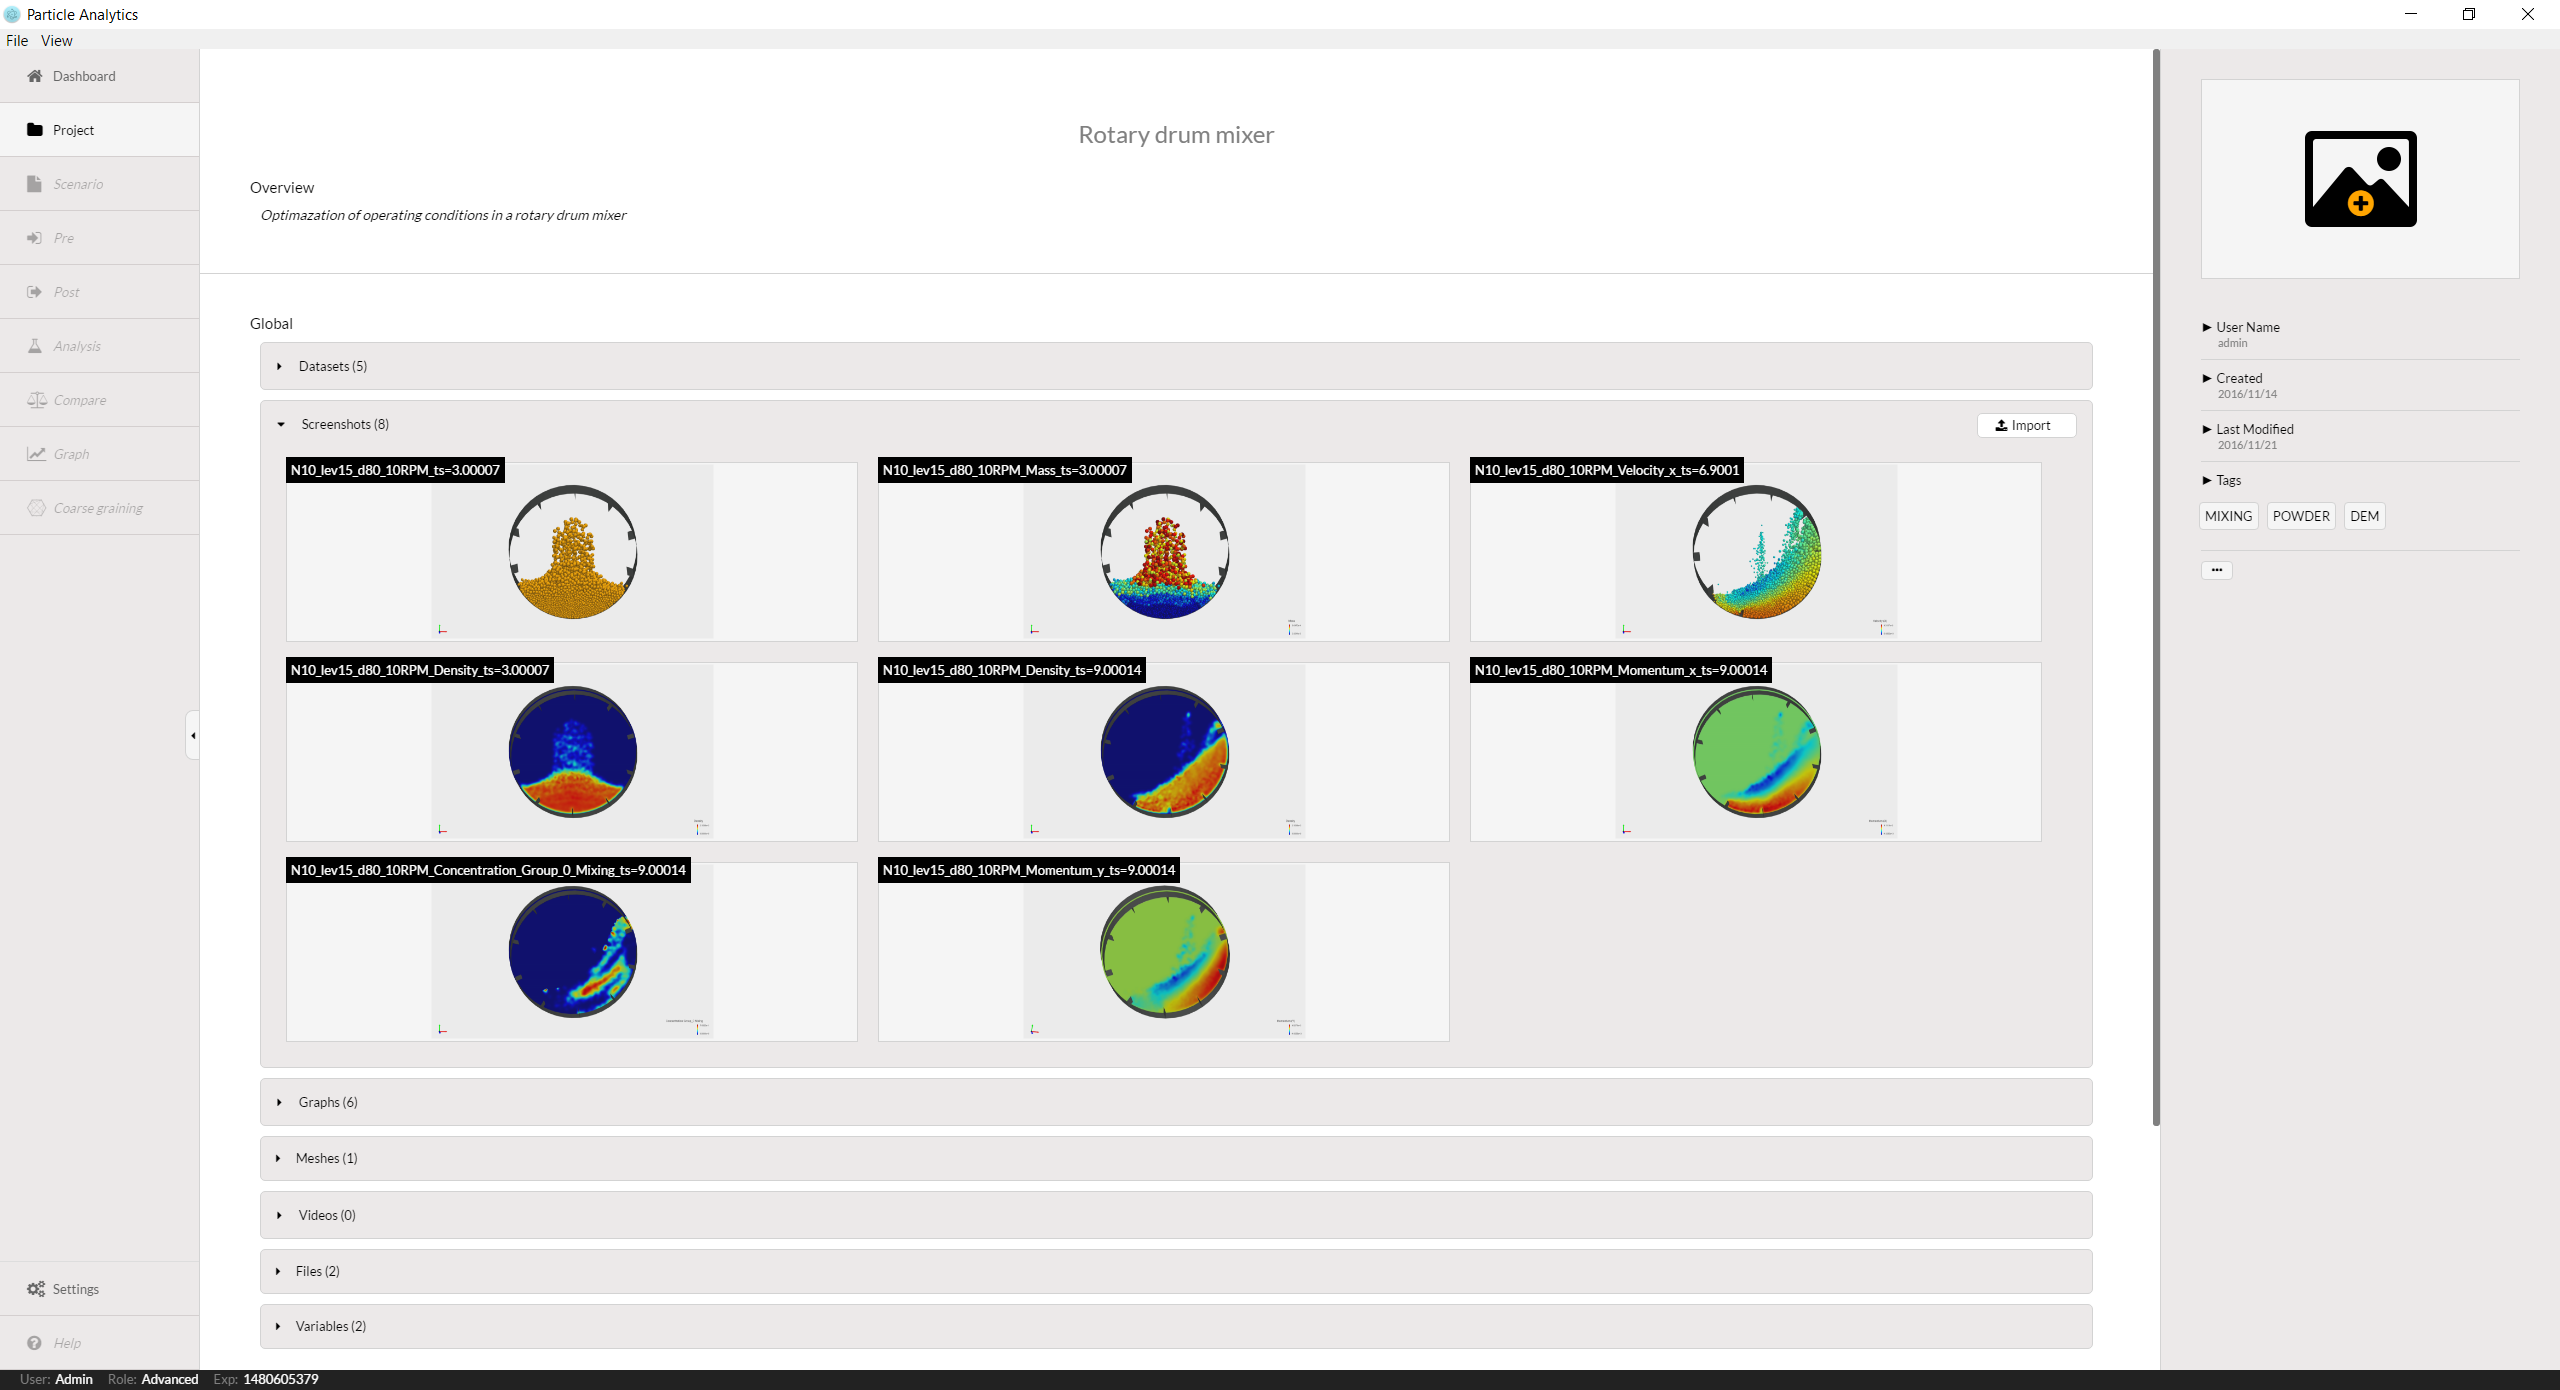 Particle Analytics
File View
Dashboard
Project
Scenario
Pre
Post
Analysis
Compare
Graph
Coarse graining
Settings
Help
Rotary drum mixer
Overview
Optimazation of operating conditions in a rotary drum mixer
Global
Datasets (5)
Screenshots (8)
Import
N10_lev15_d80_10RPM_ts=3.00007
N10_lev15_d80_10RPM_Mass_ts=3.00007
N10_lev15_d80_10RPM_Velocity_x_ts=6.9001
N10_lev15_d80_10RPM_Density_ts=3.00007
N10_lev15_d80_10RPM_Density_ts=9.00014
N10_lev15_d80_10RPM_Momentum_x_ts=9.00014
N10_lev15_d80_10RPM_Concentration_Group_0_Mixing_ts=9.00014
N10_lev15_d80_10RPM_Momentum_y_ts=9.00014
Graphs (6)
Meshes (1)
Videos (0)
Files (2)
Variables (2)
User Name
admin
Created
2016/11/14
Last Modified
2016/11/21
Tags
MIXING POWDER DEM
User: Admin Role: Advanced Exp: 1480605379